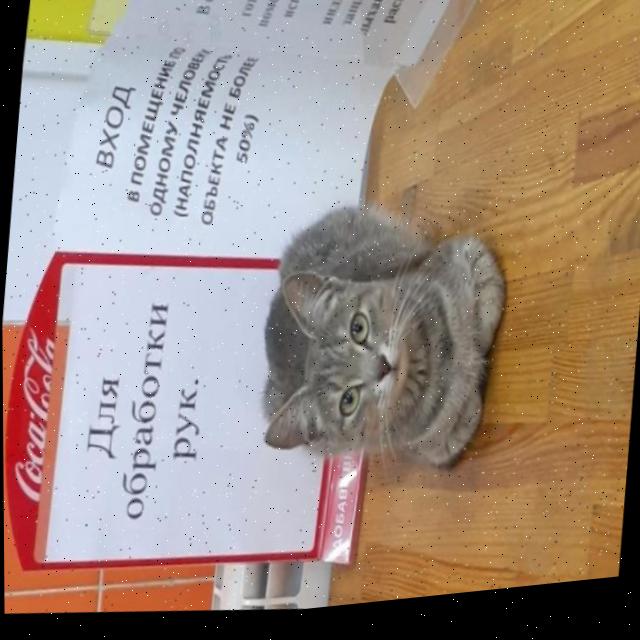 ВХОД
В ПОМЕЩЕНИЕ ПО
ОДНОМУ ЧЕЛОВЕКУ
(НАПОЛНЯЕМОСТЬ
ОБЪЕКТА НЕ БОЛЕЕ
50%)
Coca-Cola
Для
обработки
рук.